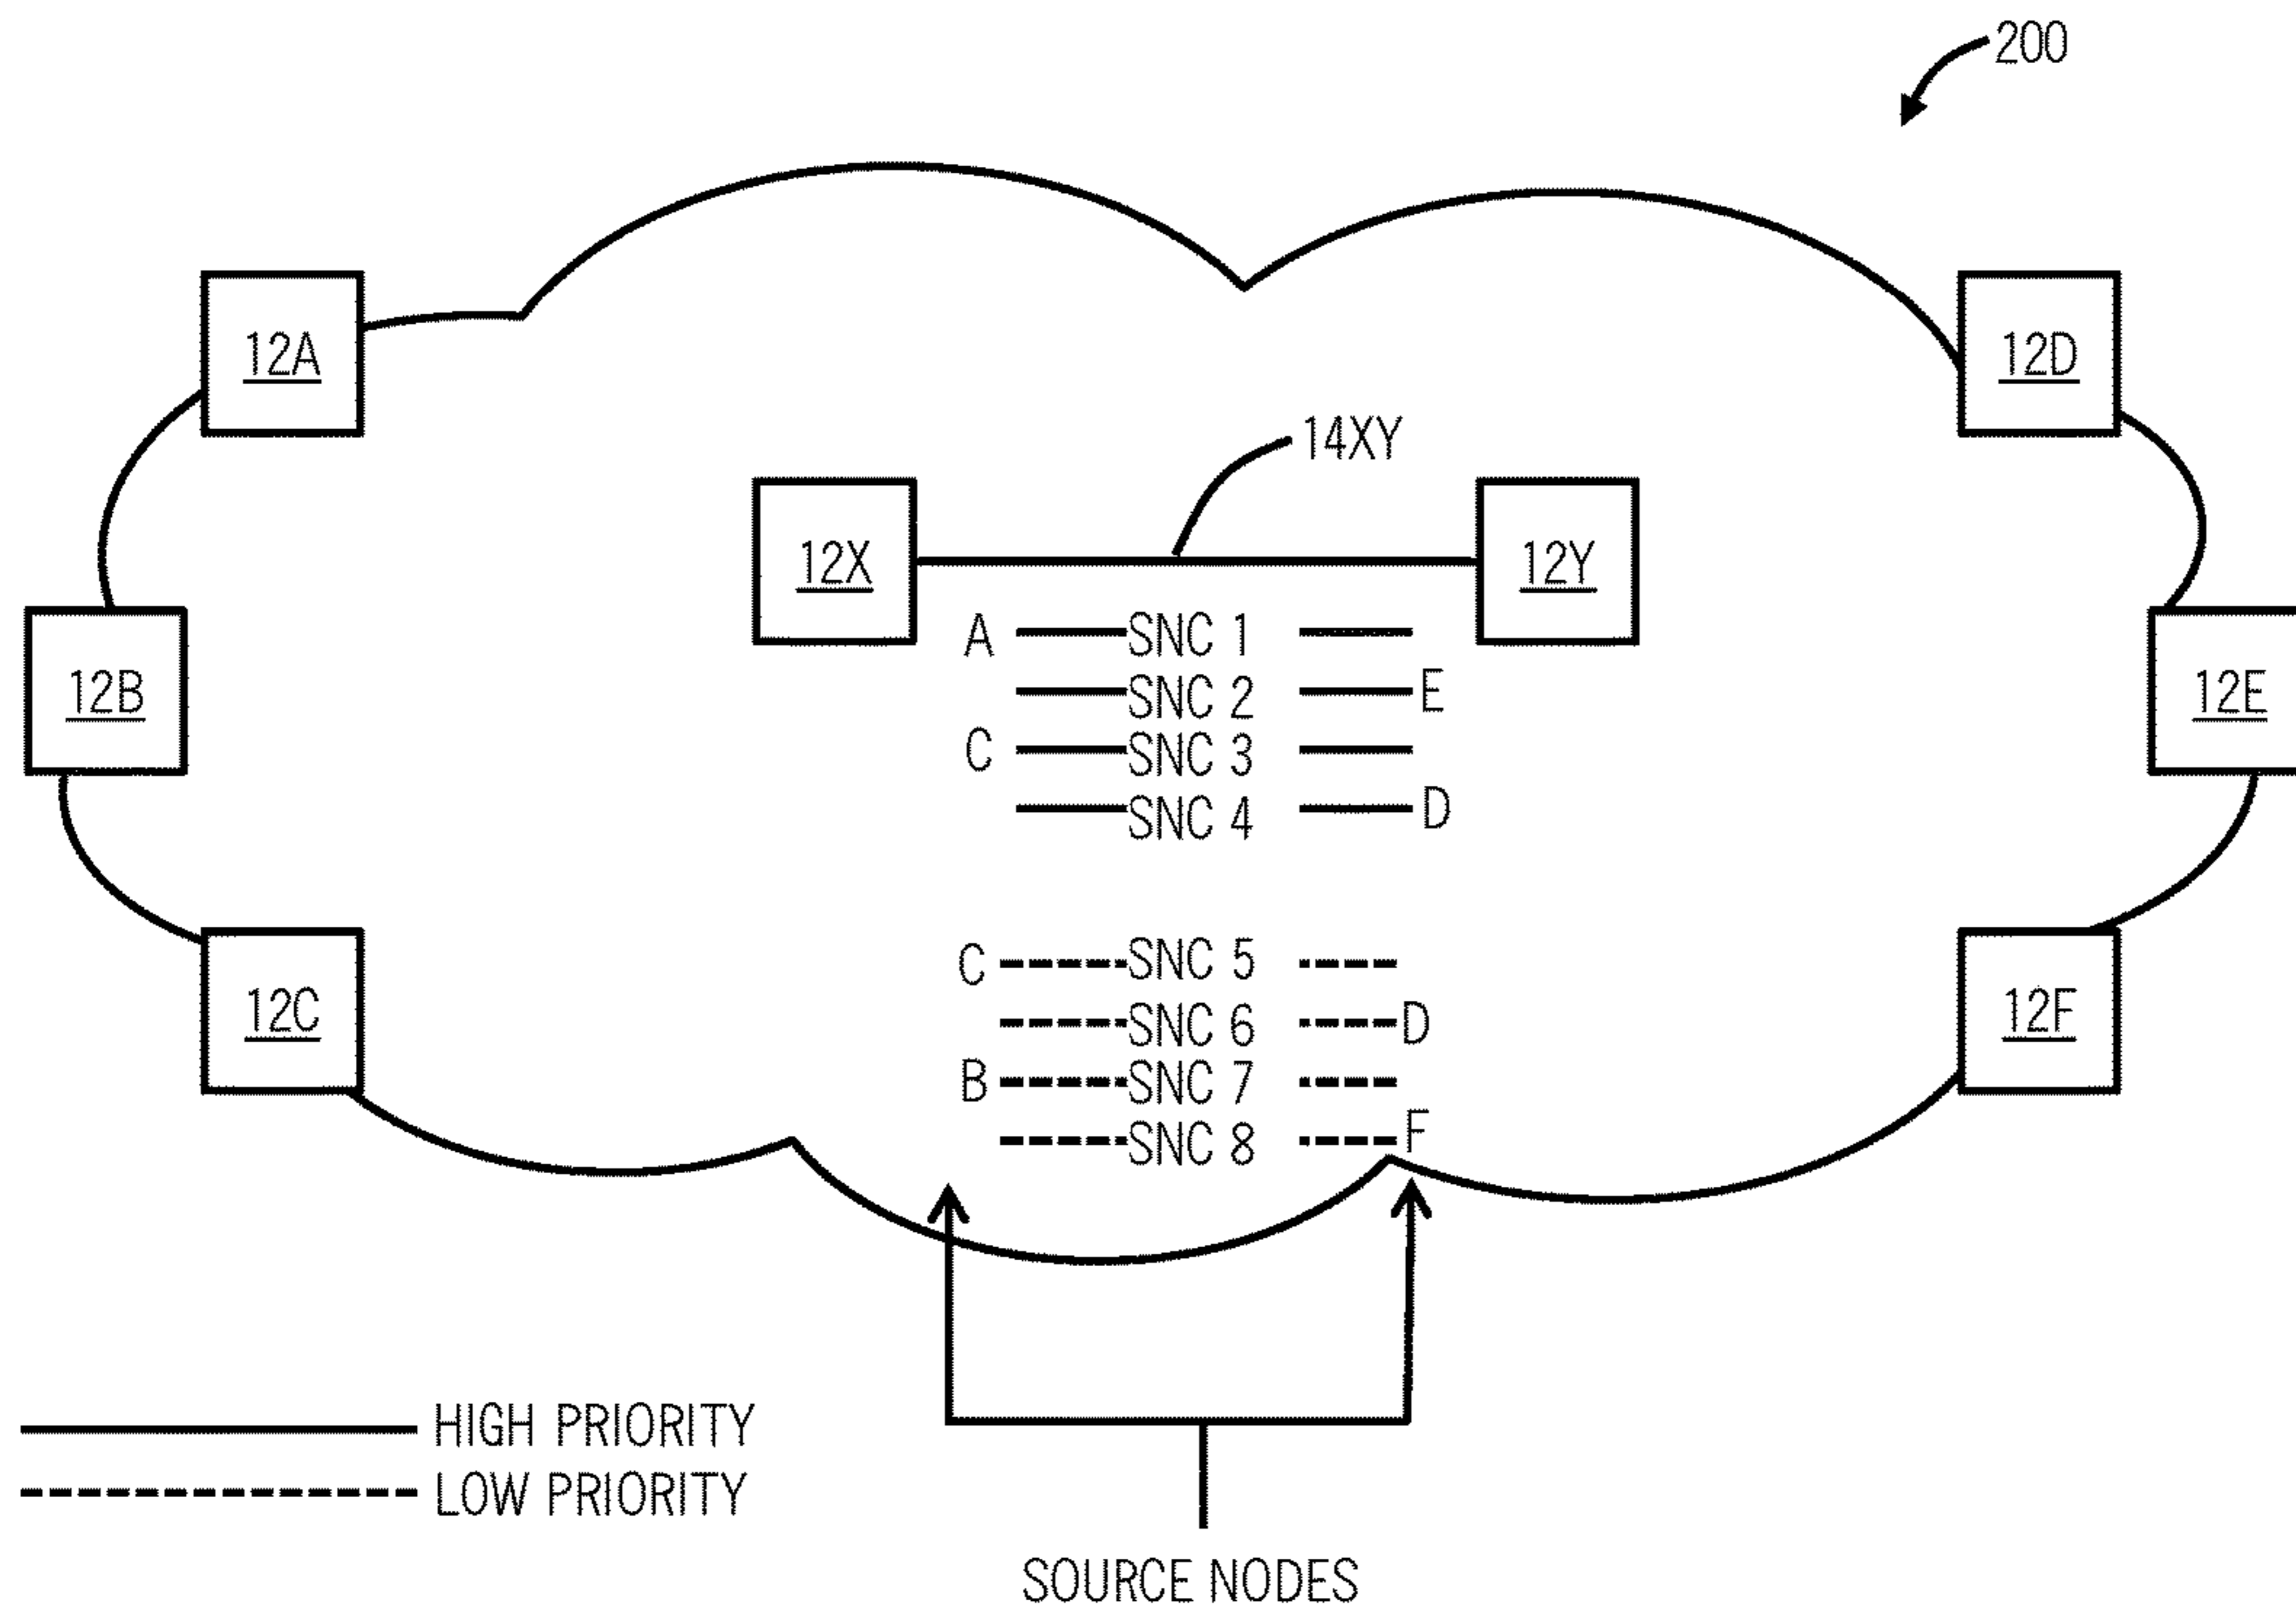 200
12A
12D
14XY
12X
12Y
A SNC 1
SNC 2 E
C SNC 3
SNC 4 D
12B
12E
C SNC 5
SNC 6 D
B SNC 7
SNC 8 F
12C
12F
HIGH PRIORITY
LOW PRIORITY
SOURCE NODES